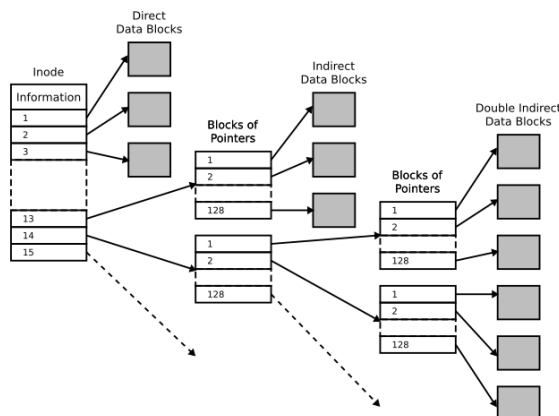 Direct
Data Blocks
Inode
Information
1
2
3
13
14
15
Indirect
Data Blocks
Blocks of
Pointers
1
2
128
1
2
128
Double Indirect
Data Blocks
Blocks of
Pointers
1
2
128
1
2
128